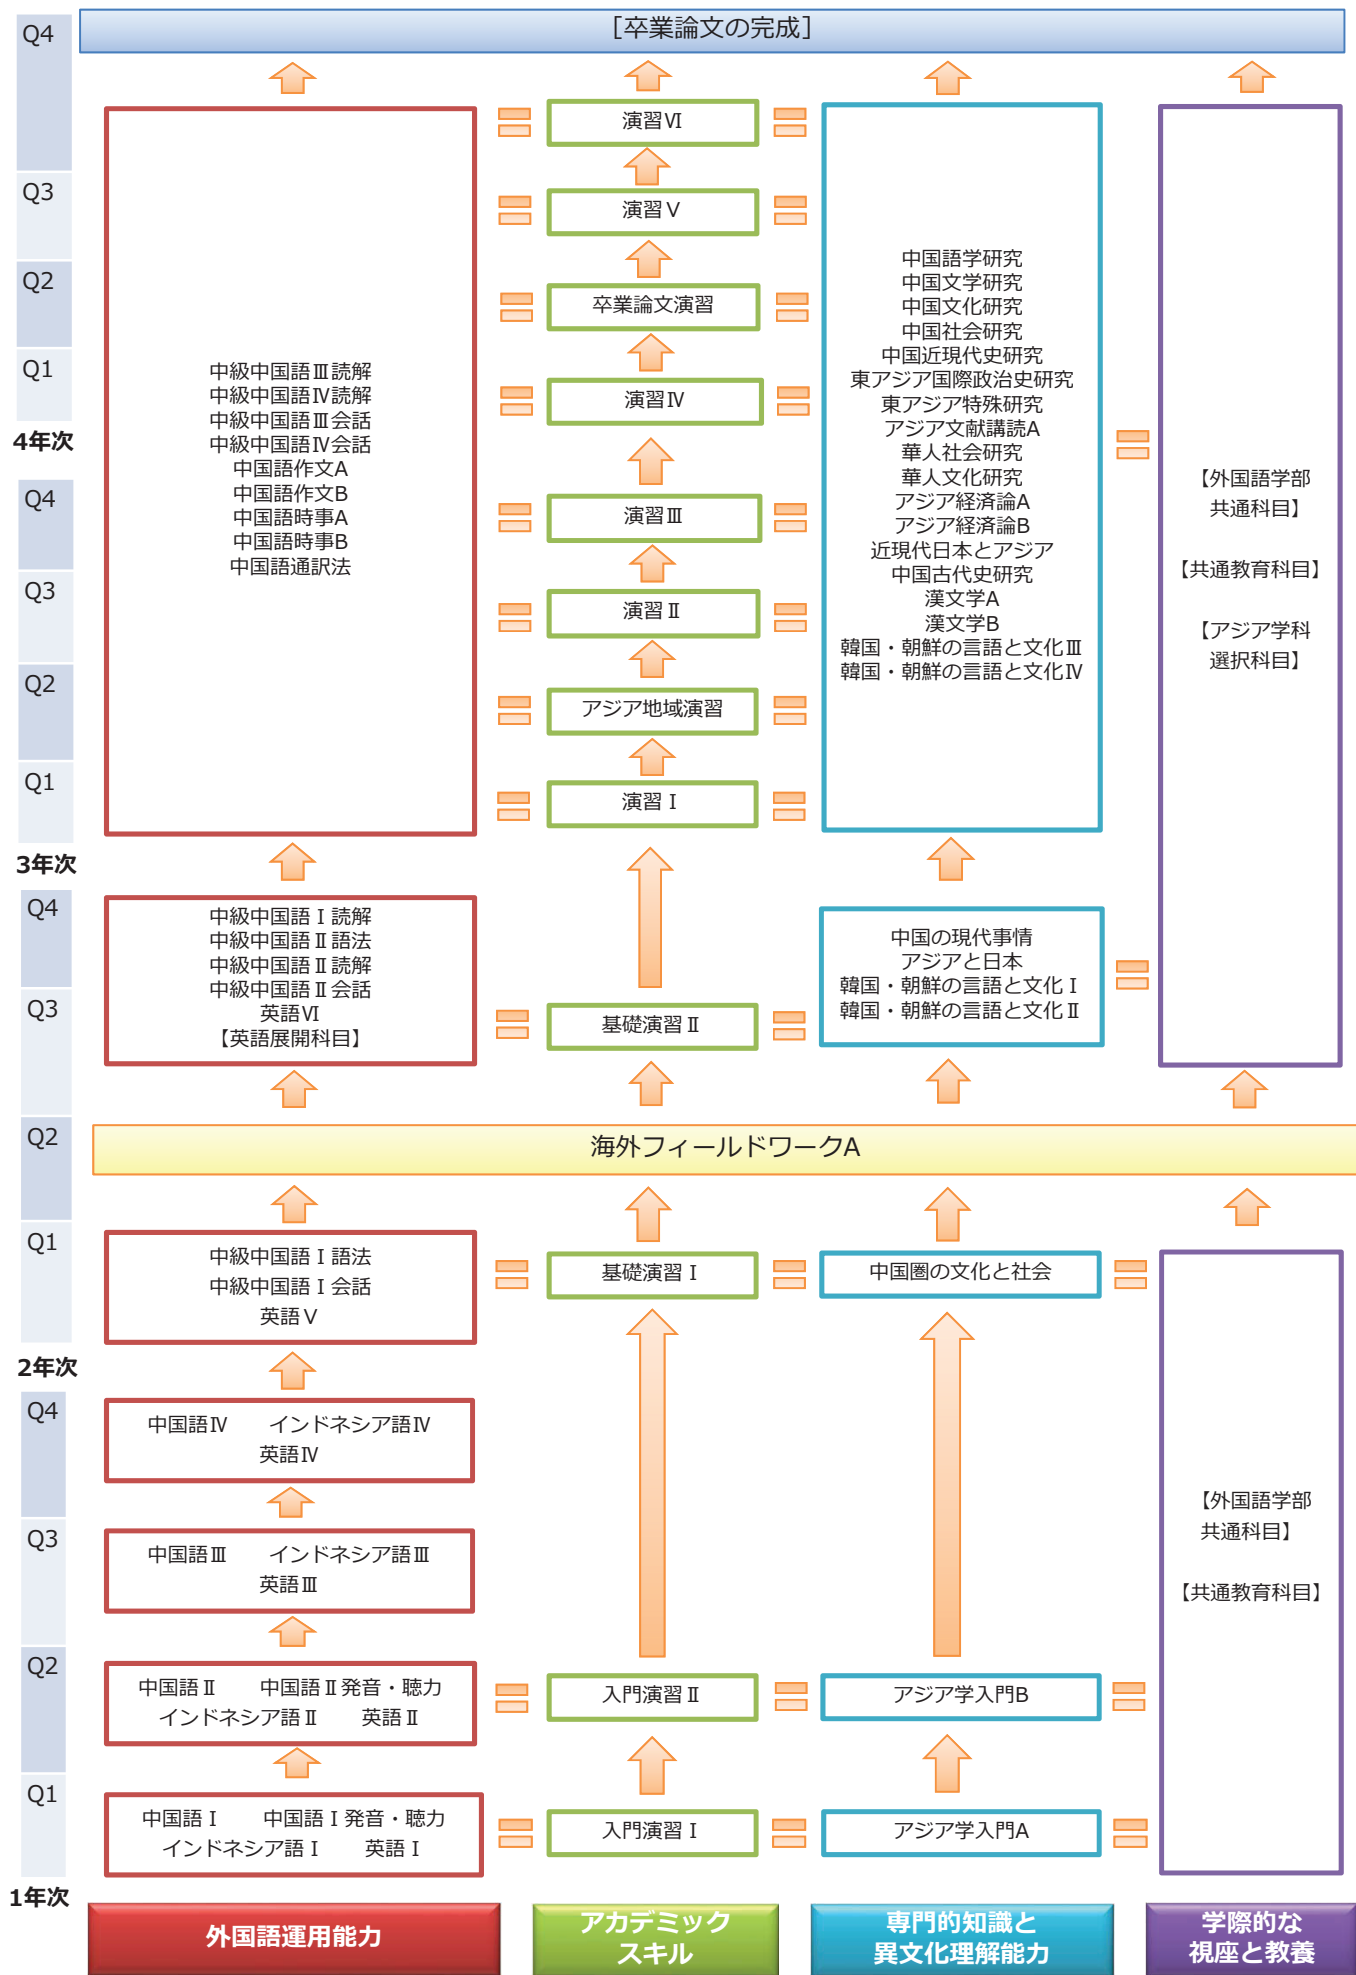 Q4
[卒業論文の完成]
演習Ⅵ
Q3
演習Ⅴ
Q2
卒業論文演習
Q1
演習Ⅳ
4年次
中級中国語Ⅲ読解
中級中国語Ⅳ読解
中級中国語Ⅲ会話
中級中国語Ⅳ会話
中国語作文A
中国語作文B
中国語時事A
中国語時事B
中国語通訳法
中国語学研究
中国文学研究
中国文化研究
中国社会研究
中国近現代史研究
東アジア国際政治史研究
東アジア特殊研究
アジア文献講読A
華人社会研究
華人文化研究
アジア経済論A
アジア経済論B
近現代日本とアジア
中国古代史研究
漢文学A
漢文学B
韓国・朝鮮の言語と文化Ⅲ
韓国・朝鮮の言語と文化Ⅳ
【外国語学部
共通科目】
【共通教育科目】
【アジア学科
選択科目】
Q4
演習Ⅲ
Q3
演習Ⅱ
Q2
アジア地域演習
Q1
演習Ⅰ
3年次
Q4
中級中国語Ⅰ読解
中級中国語Ⅱ語法
中級中国語Ⅱ読解
中級中国語Ⅱ会話
英語Ⅵ
【英語展開科目】
中国の現代事情
アジアと日本
韓国・朝鮮の言語と文化Ⅰ
韓国・朝鮮の言語と文化Ⅱ
Q3
基礎演習Ⅱ
Q2
海外フィールドワークA
Q1
中級中国語Ⅰ語法
中級中国語Ⅰ会話
英語Ⅴ
基礎演習Ⅰ
中国圏の文化と社会
2年次
Q4
中国語Ⅳ インドネシア語Ⅳ
英語Ⅳ
Q3
中国語Ⅲ インドネシア語Ⅲ
英語Ⅲ
【外国語学部
共通科目】
【共通教育科目】
Q2
中国語Ⅱ 中国語Ⅱ発音・聴力
インドネシア語Ⅱ 英語Ⅱ
入門演習Ⅱ
アジア学入門B
Q1
中国語Ⅰ 中国語Ⅰ発音・聴力
インドネシア語Ⅰ 英語Ⅰ
入門演習Ⅰ
アジア学入門A
1年次
外国語運用能力
アカデミック
スキル
専門的知識と
異文化理解能力
学際的な
視座と教養